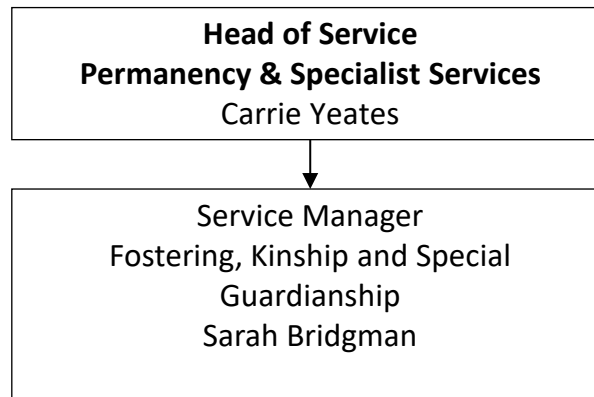 Head of Service
Permanency & Specialist Services
Carrie Yeates
Service Manager
Fostering, Kinship and Special
Guardianship
Sarah Bridgman